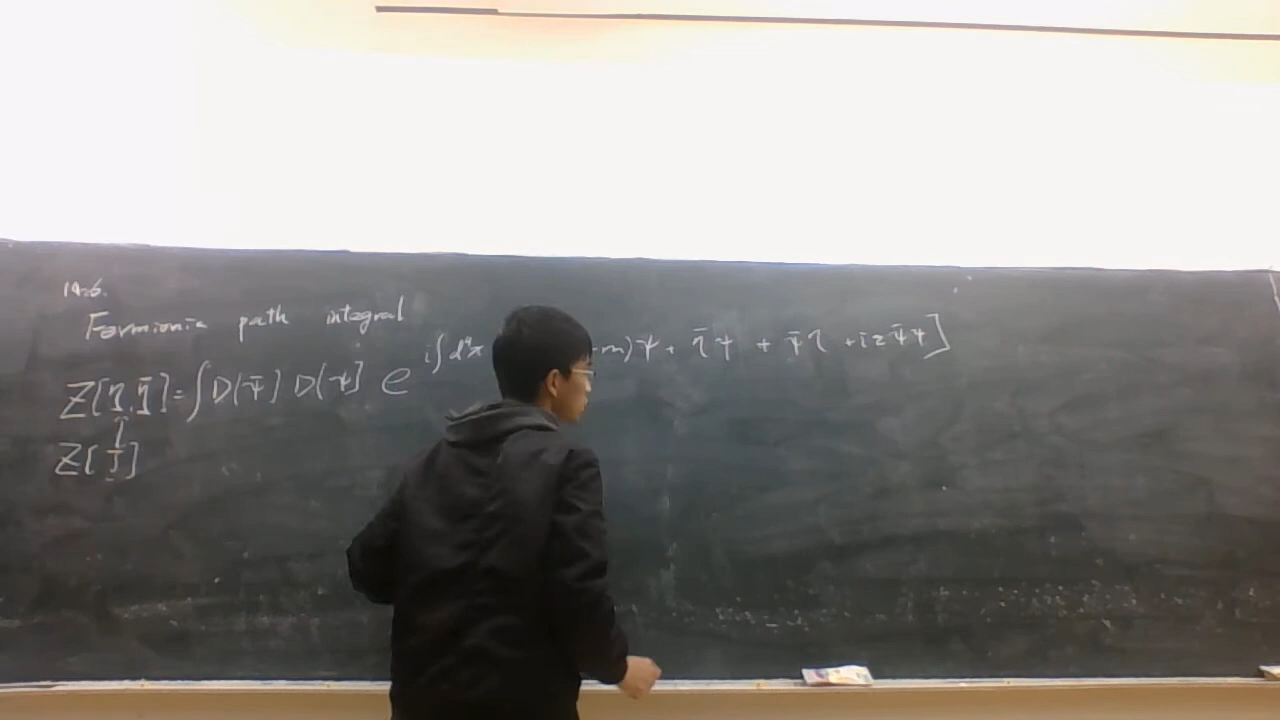 14.6.
Fermionic path integral
Z[η, η̄] = ∫ D[ψ̄] D[ψ] e i∫d⁴x -m)ψ + η̄ψ + ψ̄η + iεψ̄ψ]
Z[J]